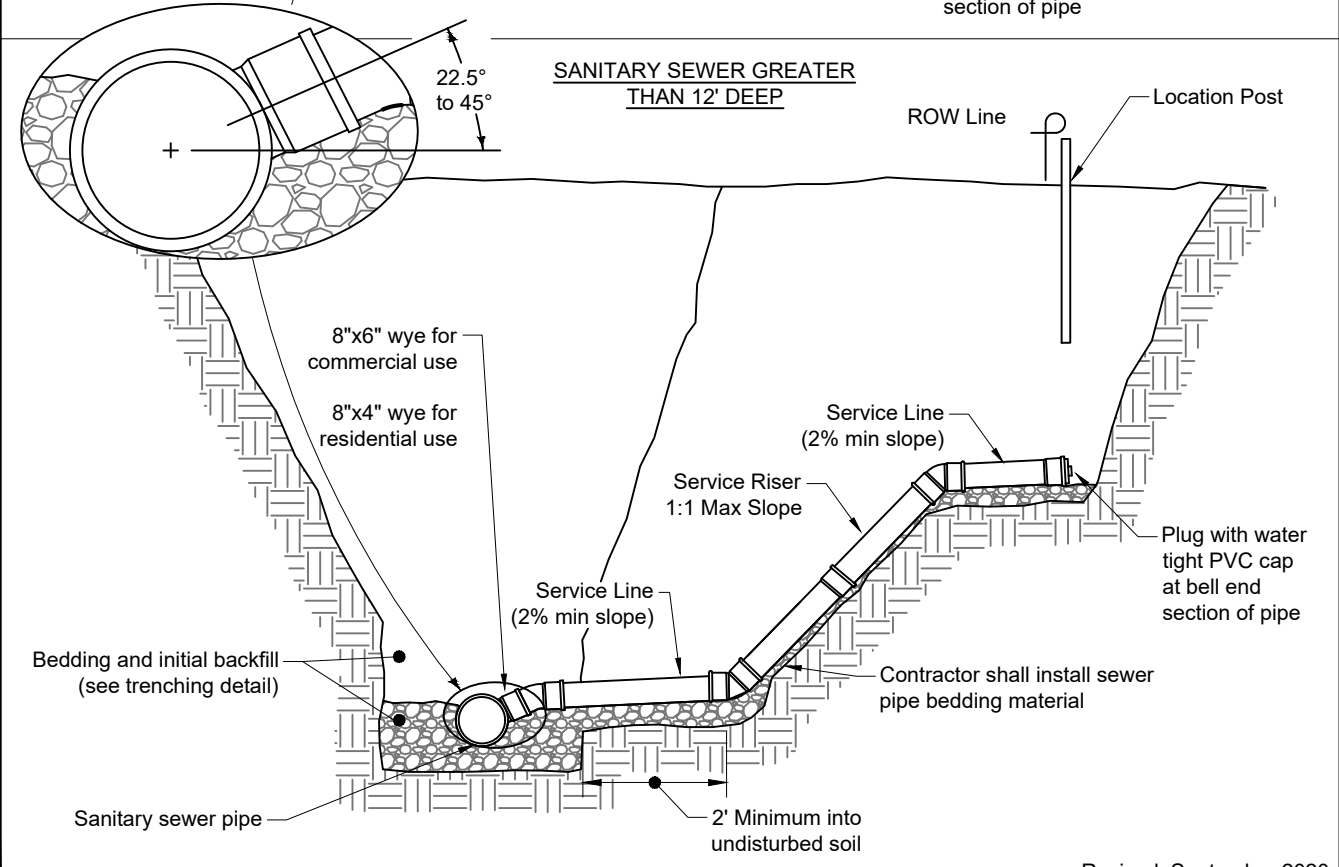 section of pipe
22.5°
to 45°
SANITARY SEWER GREATER
THAN 12' DEEP
ROW Line
Location Post
8"x6" wye for
commercial use
8"x4" wye for
residential use
Service Line
(2% min slope)
Service Riser
1:1 Max Slope
Plug with water
tight PVC cap
at bell end
section of pipe
Service Line
(2% min slope)
Bedding and initial backfill
(see trenching detail)
Contractor shall install sewer
pipe bedding material
Sanitary sewer pipe
2' Minimum into
undisturbed soil